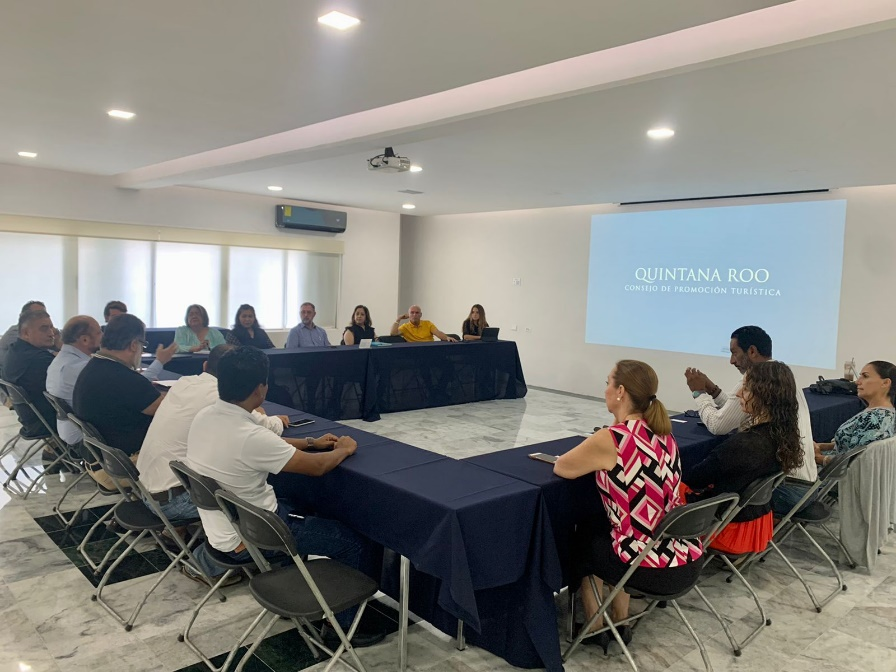 QUINTANA ROO
CONSEJO DE PROMOCIÓN TURÍSTICA